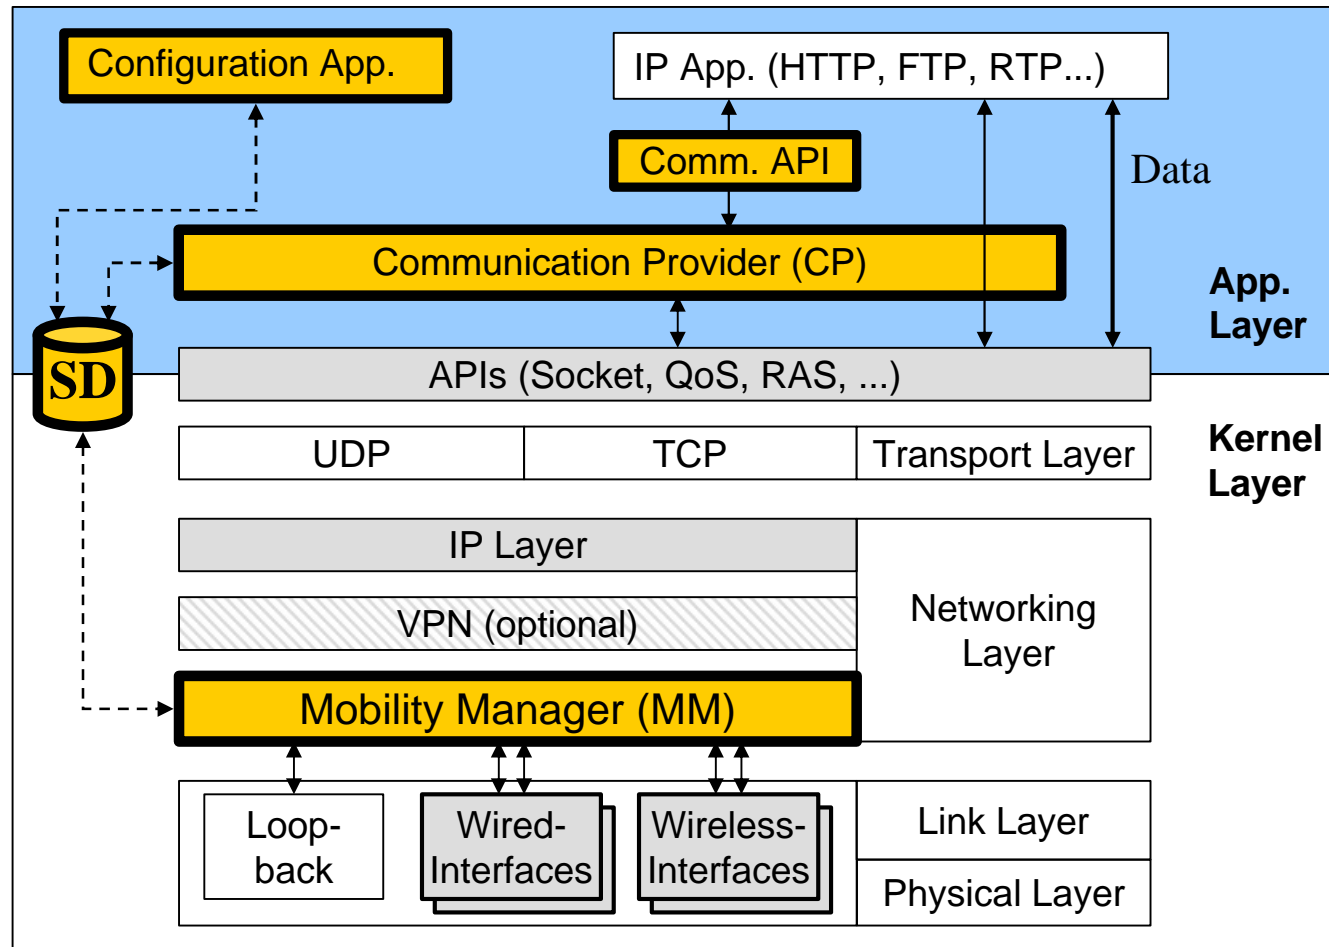 Configuration App.
IP App. (HTTP, FTP, RTP...)
Comm. API
Data
Communication Provider (CP)
App.
Layer
SD
APIs (Socket, QoS, RAS, ...)
Kernel
Layer
UDP
TCP
Transport Layer
IP Layer
VPN (optional)
Networking
Layer
Mobility Manager (MM)
Loop-
back
Wired-
Interfaces
Wireless-
Interfaces
Link Layer
Physical Layer